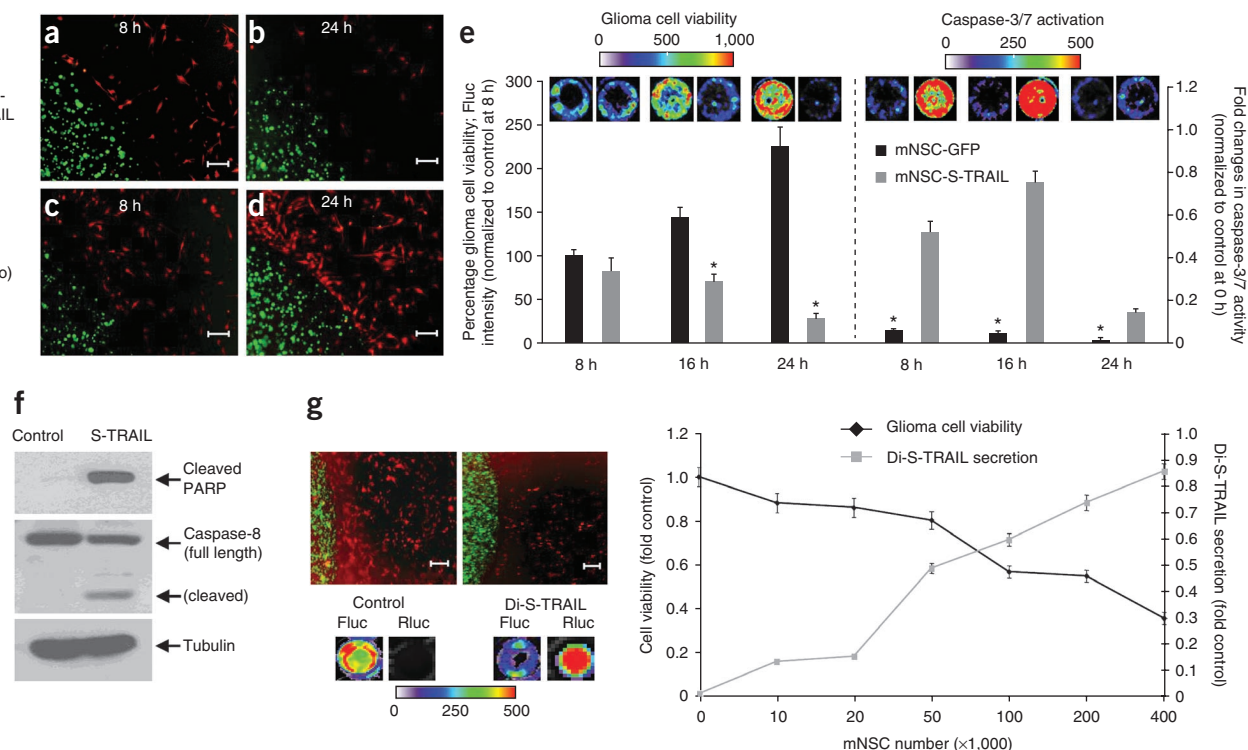 a
8 h
b
24 h
c
8 h
d
24 h
-
AIL
o)
e
Glioma cell viability
0 500 1,000
Caspase-3/7 activation
0 250 500
Percentage glioma cell viability; Fluc
intensity (normalized to control at 8 h)
300
250
200
150
100
50
0
mNSC-GFP
mNSC-S-TRAIL
* * * * *
8 h 16 h 24 h 8 h 16 h 24 h
1.2
1.0
0.8
0.6
0.4
0.2
0
Fold changes in caspase-3/7 activity
(normalized to control at 0 h)
f
Control S-TRAIL
Cleaved
PARP
Caspase-8
(full length)
(cleaved)
Tubulin
g
Control
Fluc Rluc
Di-S-TRAIL
Fluc Rluc
0 250 500
Glioma cell viability
Di-S-TRAIL secretion
Cell viability (fold control)
1.2
1.0
0.8
0.6
0.4
0.2
0
1.0
0.9
0.8
0.7
0.6
0.5
0.4
0.3
0.2
0.1
0
Di-S-TRAIL secretion (fold control)
0 10 20 50 100 200 400
mNSC number (×1,000)